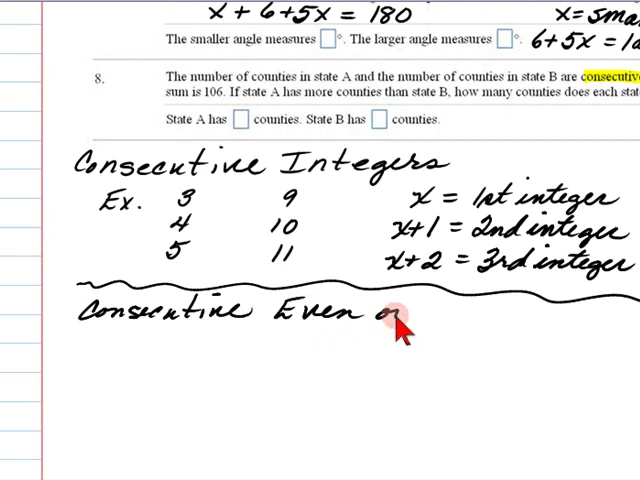 x + 6 + 5x = 180
x = smal
The smaller angle measures °. The larger angle measures °.
6 + 5x = la
8. The number of counties in state A and the number of counties in state B are consecutive
sum is 106. If state A has more counties than state B, how many counties does each state
State A has counties. State B has counties.
Consecutive Integers
Ex. 3 9 x = 1st integer
4 10 x+1 = 2nd integer
5 11 x+2 = 3rd integer
Consecutive Even or